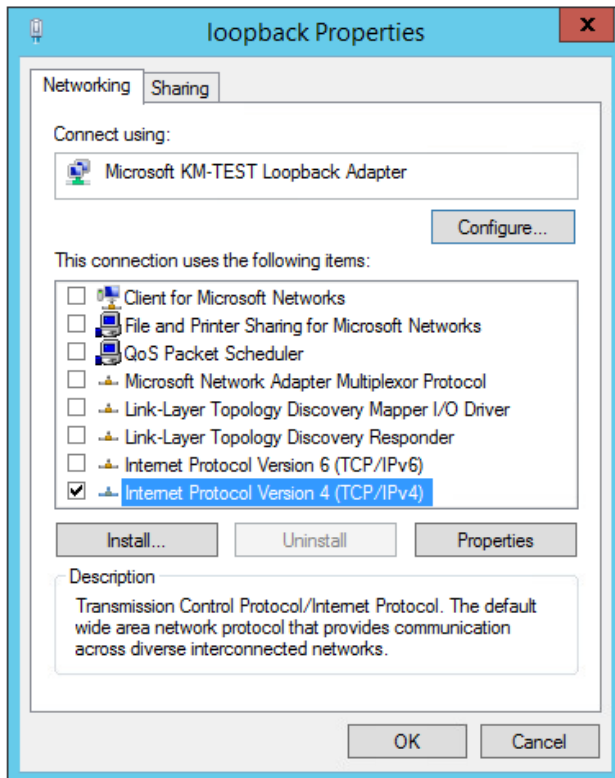 loopback Properties
x
Networking
Sharing
Connect using:
Microsoft KM-TEST Loopback Adapter
Configure...
This connection uses the following items:
Client for Microsoft Networks
File and Printer Sharing for Microsoft Networks
QoS Packet Scheduler
Microsoft Network Adapter Multiplexor Protocol
Link-Layer Topology Discovery Mapper I/O Driver
Link-Layer Topology Discovery Responder
Internet Protocol Version 6 (TCP/IPv6)
Internet Protocol Version 4 (TCP/IPv4)
Install...
Uninstall
Properties
Description
Transmission Control Protocol/Internet Protocol. The default
wide area network protocol that provides communication
across diverse interconnected networks.
OK
Cancel